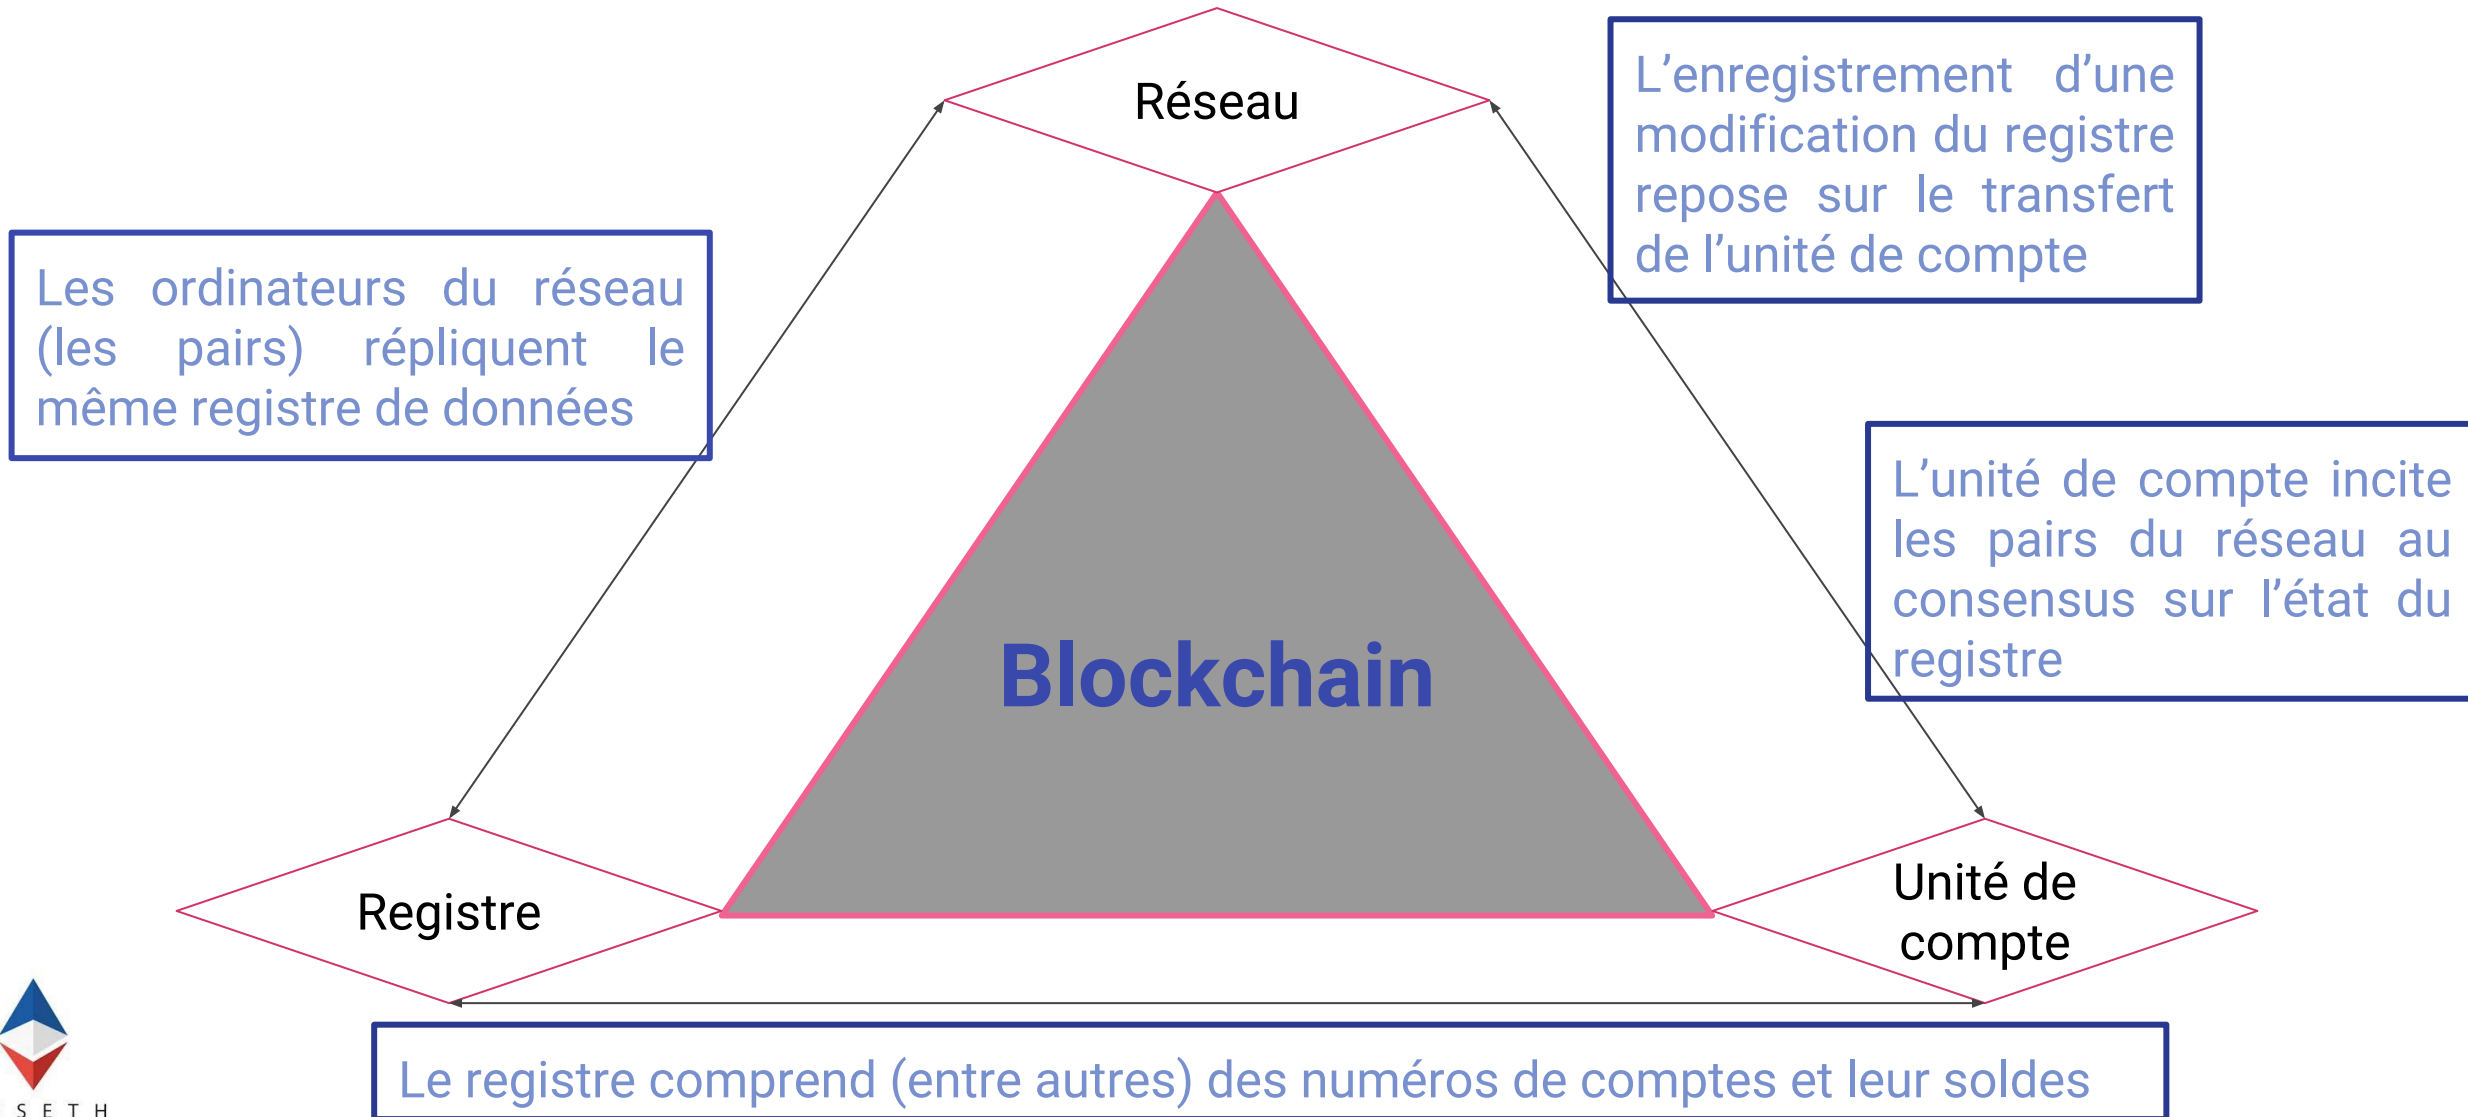 Réseau
L’enregistrement d’une
modification du registre
repose sur le transfert
de l’unité de compte
Les ordinateurs du réseau
(les pairs) répliquent le
même registre de données
L’unité de compte incite
les pairs du réseau au
consensus sur l’état du
registre
Blockchain
Registre
Unité de
compte
Le registre comprend (entre autres) des numéros de comptes et leur soldes
SETH